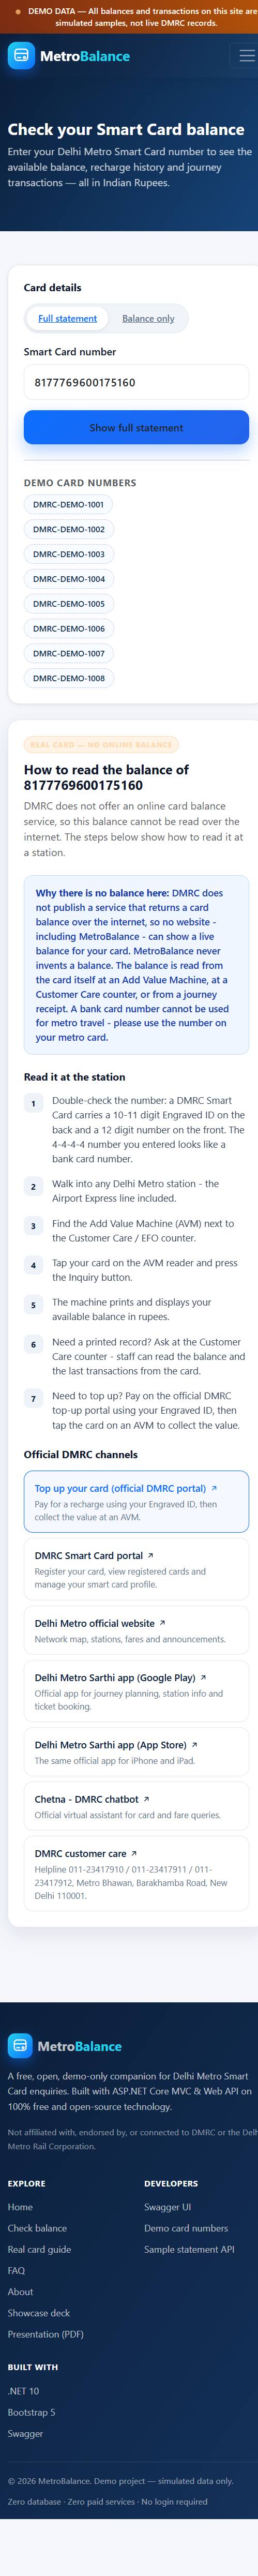 DEMO DATA — All balances and transactions on this site are
simulated samples, not live DMRC records.
MetroBalance
Check your Smart Card balance
Enter your Delhi Metro Smart Card number to see the
available balance, recharge history and journey
transactions — all in Indian Rupees.
Card details
Full statement
Balance only
Smart Card number
8177769600175160
Show full statement
DEMO CARD NUMBERS
DMRC-DEMO-1001
DMRC-DEMO-1002
DMRC-DEMO-1003
DMRC-DEMO-1004
DMRC-DEMO-1005
DMRC-DEMO-1006
DMRC-DEMO-1007
DMRC-DEMO-1008
REAL CARD — NO ONLINE BALANCE
How to read the balance of
8177769600175160
DMRC does not offer an online card balance
service, so this balance cannot be read over the
internet. The steps below show how to read it at
a station.
Why there is no balance here: DMRC does
not publish a service that returns a card
balance over the internet, so no website -
including MetroBalance - can show a live
balance for your card. MetroBalance never
invents a balance. The balance is read from
the card itself at an Add Value Machine, at a
Customer Care counter, or from a journey
receipt. A bank card number cannot be used
for metro travel - please use the number on
your metro card.
Read it at the station
1 Double-check the number: a DMRC Smart
Card carries a 10-11 digit Engraved ID on the
back and a 12 digit number on the front. The
4-4-4-4 number you entered looks like a
bank card number.
2 Walk into any Delhi Metro station - the
Airport Express line included.
3 Find the Add Value Machine (AVM) next to
the Customer Care / EFO counter.
4 Tap your card on the AVM reader and press
the Inquiry button.
5 The machine prints and displays your
available balance in rupees.
6 Need a printed record? Ask at the Customer
Care counter - staff can read the balance and
the last transactions from the card.
7 Need to top up? Pay on the official DMRC
top-up portal using your Engraved ID, then
tap the card on an AVM to collect the value.
Official DMRC channels
Top up your card (official DMRC portal) ↗
Pay for a recharge using your Engraved ID, then
collect the value at an AVM.
DMRC Smart Card portal ↗
Register your card, view registered cards and
manage your smart card profile.
Delhi Metro official website ↗
Network map, stations, fares and announcements.
Delhi Metro Sarthi app (Google Play) ↗
Official app for journey planning, station info and
ticket booking.
Delhi Metro Sarthi app (App Store) ↗
The same official app for iPhone and iPad.
Chetna - DMRC chatbot ↗
Official virtual assistant for card and fare queries.
DMRC customer care ↗
Helpline 011-23417910 / 011-23417911 / 011-
23417912, Metro Bhawan, Barakhamba Road, New
Delhi 110001.
MetroBalance
A free, open, demo-only companion for Delhi Metro Smart
Card enquiries. Built with ASP.NET Core MVC & Web API on
100% free and open-source technology.
Not affiliated with, endorsed by, or connected to DMRC or the Delh
Metro Rail Corporation.
EXPLORE
Home
Check balance
Real card guide
FAQ
About
Showcase deck
Presentation (PDF)
DEVELOPERS
Swagger UI
Demo card numbers
Sample statement API
BUILT WITH
.NET 10
Bootstrap 5
Swagger
© 2026 MetroBalance. Demo project — simulated data only.
Zero database · Zero paid services · No login required